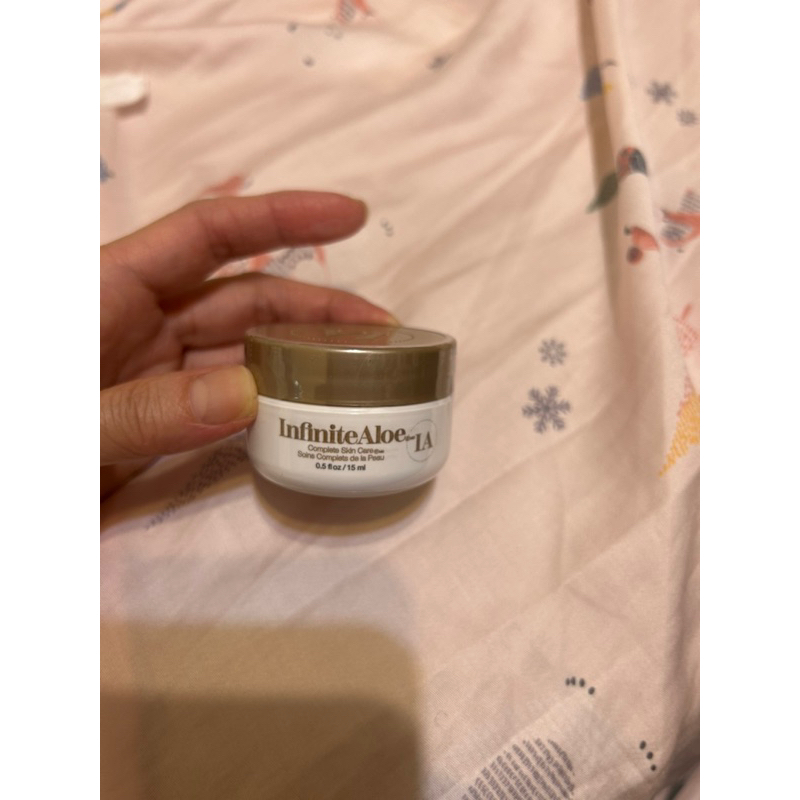 InfiniteAloe
IA
Complete Skin Care
Soins Complets de la Peau
0.5 fl oz / 15 ml